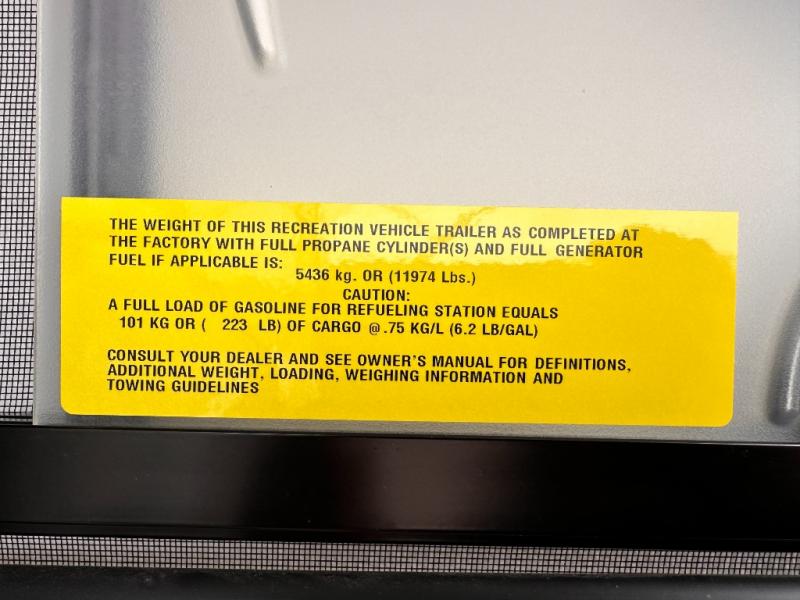 THE WEIGHT OF THIS RECREATION VEHICLE TRAILER AS COMPLETED AT
THE FACTORY WITH FULL PROPANE CYLINDER(S) AND FULL GENERATOR
FUEL IF APPLICABLE IS:
5436 kg. OR (11974 Lbs.)
CAUTION:
A FULL LOAD OF GASOLINE FOR REFUELING STATION EQUALS
101 KG OR ( 223 LB) OF CARGO @ .75 KG/L (6.2 LB/GAL)
CONSULT YOUR DEALER AND SEE OWNER'S MANUAL FOR DEFINITIONS,
ADDITIONAL WEIGHT, LOADING, WEIGHING INFORMATION AND
TOWING GUIDELINES